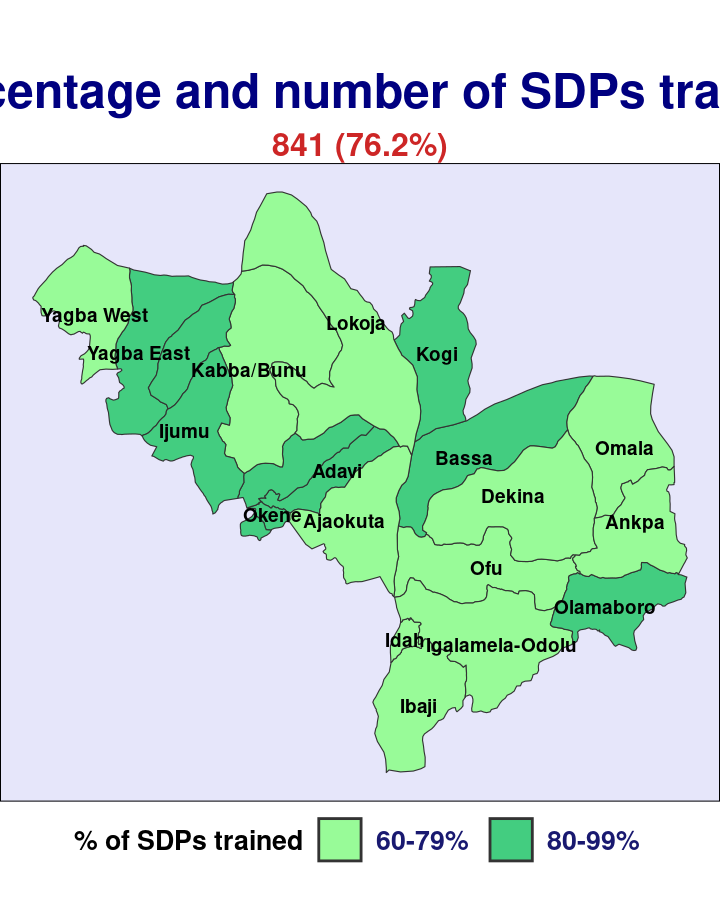 centage and number of SDPs tra
841 (76.2%)
Yagba West
Lokoja
Yagba East
Kogi
Kabba/Bunu
Ijumu
Omala
Bassa
Adavi
Dekina
Okene
Ajaokuta
Ankpa
Ofu
Olamaboro
Idah
Igalamela-Odolu
Ibaji
% of SDPs trained 60-79% 80-99%